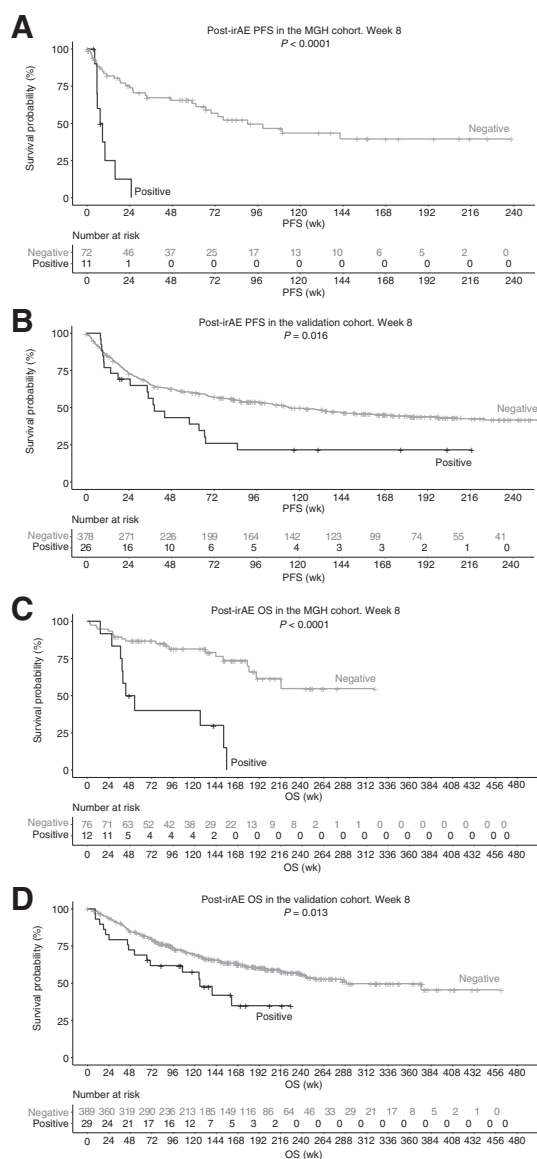 A
Post-irAE PFS in the MGH cohort. Week 8
P < 0.0001
Survival probability (%)
100
75
50
25
0
Negative
Positive
0 24 48 72 96 120 144 168 192 216 240
PFS (wk)
Number at risk
Negative 72 46 37 25 17 13 10 6 5 2 0
Positive 11 1 0 0 0 0 0 0 0 0 0
0 24 48 72 96 120 144 168 192 216 240
PFS (wk)
B
Post-irAE PFS in the validation cohort. Week 8
P = 0.016
Survival probability (%)
100
75
50
25
0
Negative
Positive
0 24 48 72 96 120 144 168 192 216 240
PFS (wk)
Number at risk
Negative 378 271 226 199 164 142 123 99 74 55 41
Positive 26 16 10 6 5 4 3 3 2 1 0
0 24 48 72 96 120 144 168 192 216 240
PFS (wk)
C
Post-irAE OS in the MGH cohort. Week 8
P < 0.0001
Survival probability (%)
100
75
50
25
0
Negative
Positive
0 24 48 72 96 120 144 168 192 216 240 264 288 312 336 360 384 408 432 456 480
OS (wk)
Number at risk
Negative 76 71 63 52 42 38 29 22 13 9 8 2 1 1 0 0 0 0 0 0
Positive 12 11 5 4 4 4 2 0 0 0 0 0 0 0 0 0 0 0 0 0
0 24 48 72 96 120 144 168 192 216 240 264 288 312 336 360 384 408 432 456 480
OS (wk)
D
Post-irAE OS in the validation cohort. Week 8
P = 0.013
Survival probability (%)
100
75
50
25
0
Negative
Positive
0 24 48 72 96 120 144 168 192 216 240 264 288 312 336 360 384 408 432 456 480
OS (wk)
Number at risk
Negative 389 360 319 290 236 213 185 149 116 86 64 46 33 29 21 17 8 5 2 1 0
Positive 29 24 21 17 16 12 7 5 3 2 0 0 0 0 0 0 0 0 0 0
0 24 48 72 96 120 144 168 192 216 240 264 288 312 336 360 384 408 432 456 480
OS (wk)